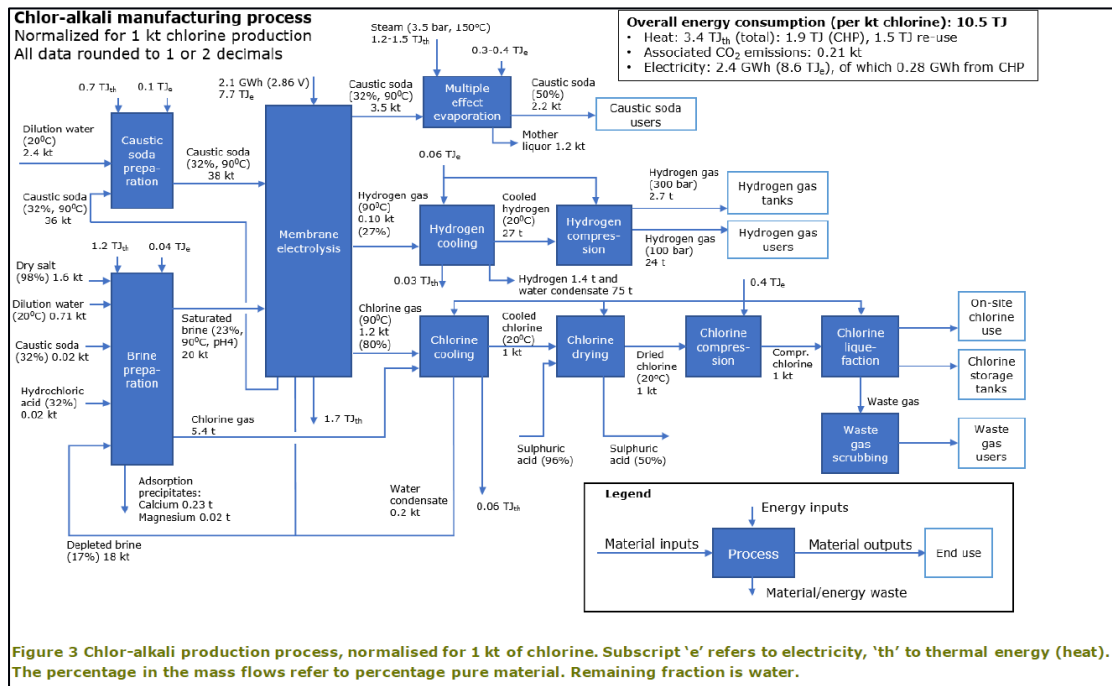 Chlor-alkali manufacturing process
Normalized for 1 kt chlorine production
All data rounded to 1 or 2 decimals
Overall energy consumption (per kt chlorine): 10.5 TJ
• Heat: 3.4 TJth (total): 1.9 TJ (CHP), 1.5 TJ re-use
• Associated CO2 emissions: 0.21 kt
• Electricity: 2.4 GWh (8.6 TJe), of which 0.28 GWh from CHP
Steam (3.5 bar, 150⁰C)
1.2-1.5 TJth
0.3-0.4 TJe
0.7 TJth
0.1 TJe
2.1 GWh (2.86 V)
7.7 TJe
Caustic soda
(32%, 90⁰C)
3.5 kt
Multiple
effect
evaporation
Caustic soda
(50%)
2.2 kt
Caustic soda
users
Mother
liquor 1.2 kt
Dilution water
(20⁰C)
2.4 kt
Caustic
soda
prepa-
ration
Caustic soda
(32%, 90⁰C)
38 kt
Caustic soda
(32%, 90⁰C)
36 kt
Membrane
electrolysis
0.06 TJe
Hydrogen gas
(90⁰C)
0.10 kt
(27%)
Hydrogen
cooling
Cooled
hydrogen
(20⁰C)
27 t
Hydrogen
compres-
sion
Hydrogen gas
(300 bar)
2.7 t
Hydrogen gas
tanks
Hydrogen gas
(100 bar)
24 t
Hydrogen gas
users
0.03 TJth
Hydrogen 1.4 t and
water condensate 75 t
1.2 TJth
0.04 TJe
Dry salt
(98%) 1.6 kt
Dilution water
(20⁰C) 0.71 kt
Caustic soda
(32%) 0.02 kt
Hydrochloric
acid (32%)
0.02 kt
Brine
preparation
Saturated
brine (23%,
90⁰C, pH4)
20 kt
Chlorine gas
(90⁰C)
1.2 kt
(80%)
Chlorine
cooling
Cooled
chlorine
(20⁰C)
1 kt
Chlorine
drying
Dried
chlorine
(20⁰C)
1 kt
0.4 TJe
Chlorine
compres-
sion
Compr.
chlorine
1 kt
Chlorine
lique-
faction
On-site
chlorine
use
Chlorine
storage
tanks
Waste gas
Waste
gas
scrubbing
Waste
gas
users
Chlorine gas
5.4 t
1.7 TJth
Sulphuric
acid (96%)
Sulphuric
acid (50%)
Adsorption
precipitates:
Calcium 0.23 t
Magnesium 0.02 t
Water
condensate
0.2 kt
0.06 TJth
Depleted brine
(17%) 18 kt
Legend
Energy inputs
Material inputs
Process
Material outputs
End use
Material/energy waste
Figure 3 Chlor-alkali production process, normalised for 1 kt of chlorine. Subscript ‘e’ refers to electricity, ‘th’ to thermal energy (heat).
The percentage in the mass flows refer to percentage pure material. Remaining fraction is water.